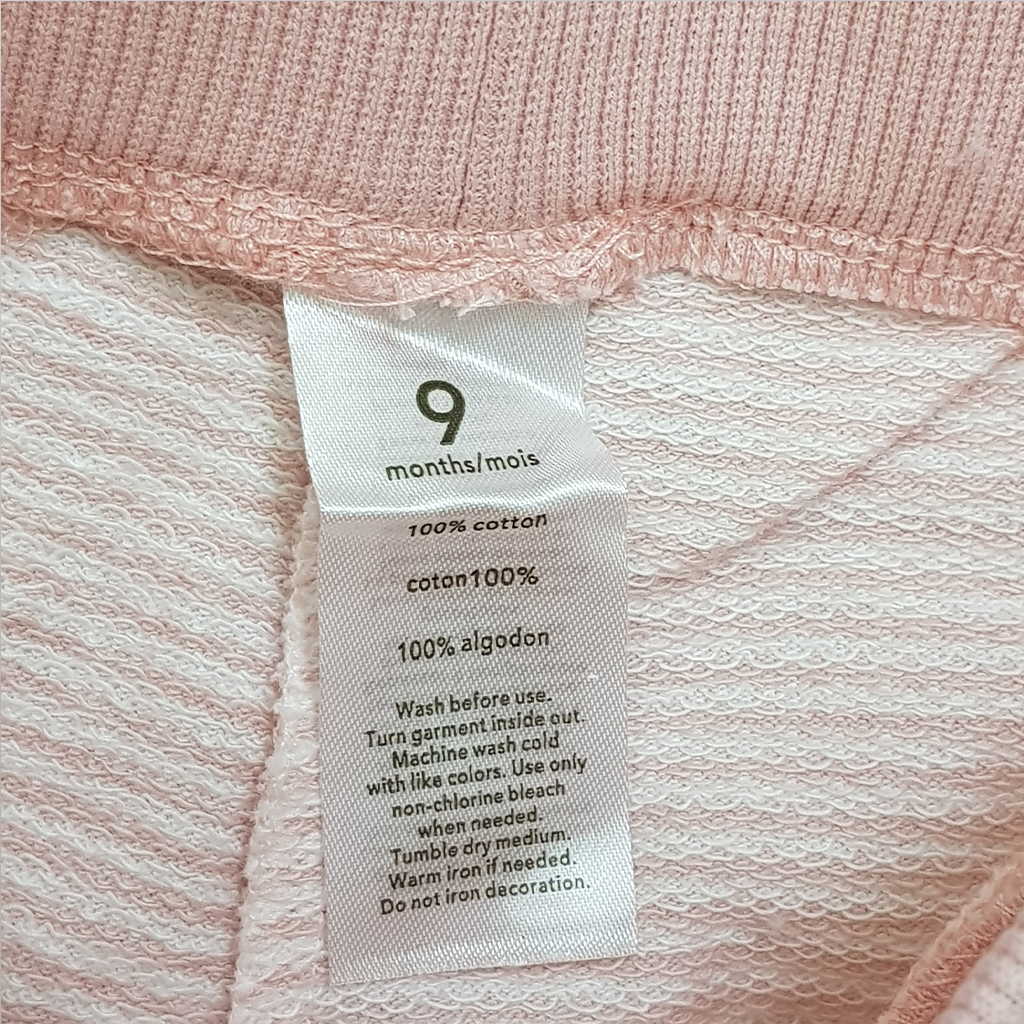 9
months/mois
100% cotton
coton100%
100% algodon
Wash before use.
Turn garment inside out.
Machine wash cold
with like colors. Use only
non-chlorine bleach
when needed.
Tumble dry medium.
Warm iron if needed.
Do not iron decoration.